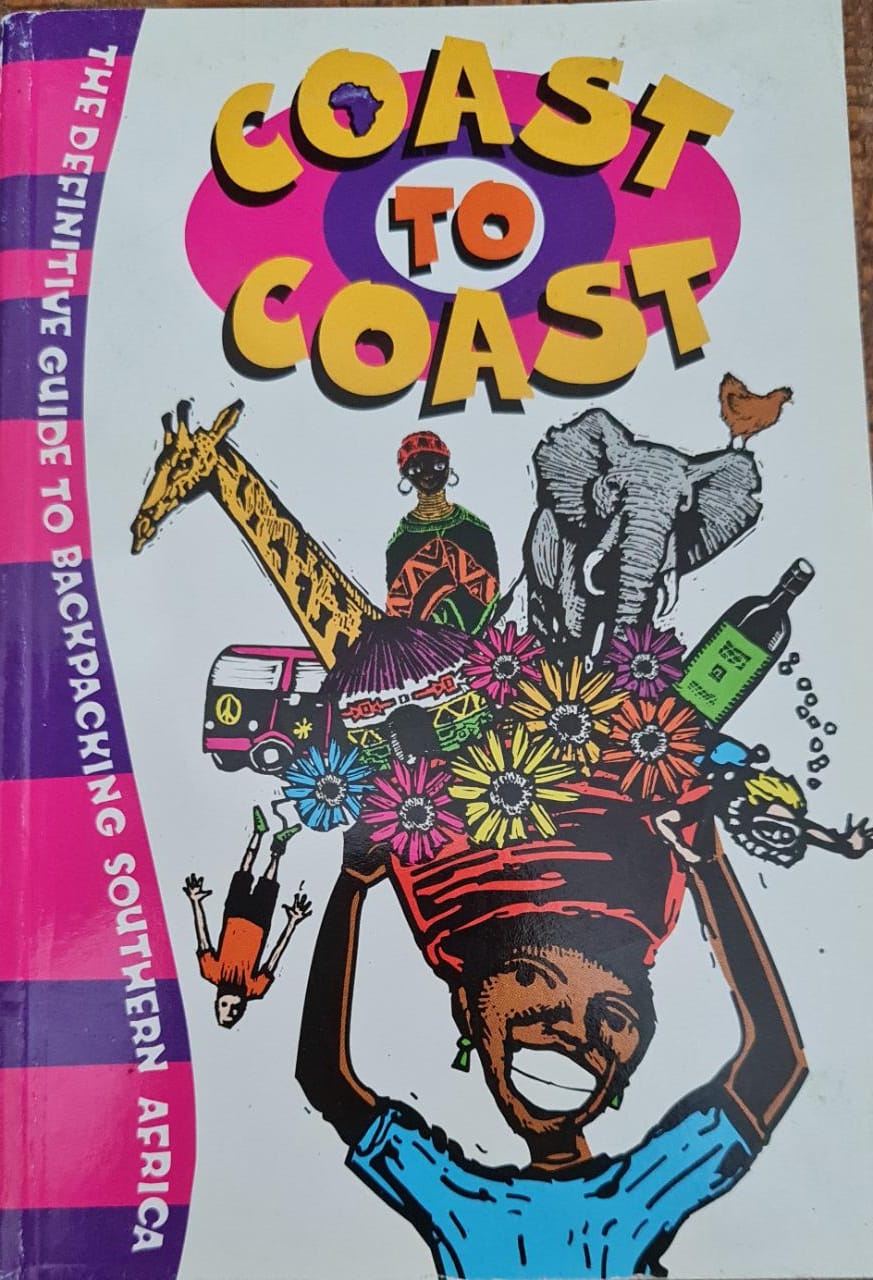 COAST
TO
COAST
THE DEFINITIVE GUIDE TO BACKPACKING SOUTHERN AFRICA